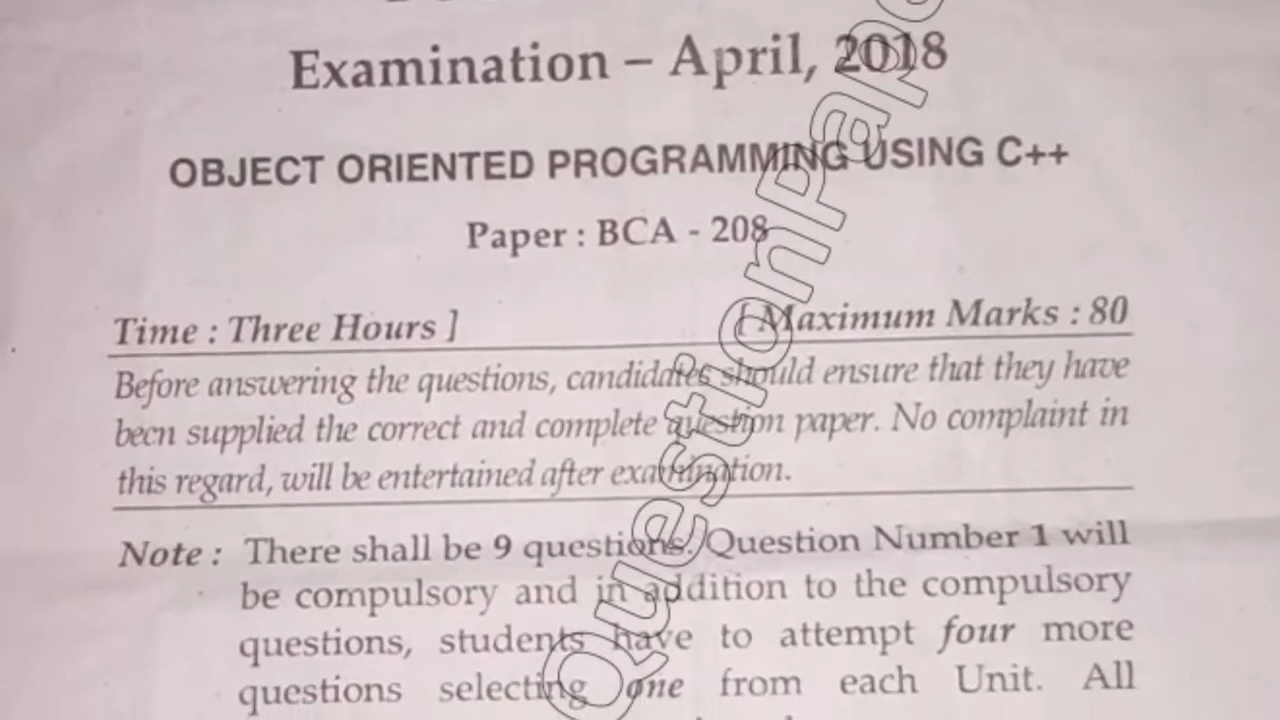 Examination – April, 2018
OBJECT ORIENTED PROGRAMMING USING C++
Paper : BCA - 208
Time : Three Hours ] [ Maximum Marks : 80
Before answering the questions, candidates should ensure that they have
been supplied the correct and complete question paper. No complaint in
this regard, will be entertained after examination.
Note : There shall be 9 questions. Question Number 1 will
be compulsory and in addition to the compulsory
questions, students have to attempt four more
questions selecting one from each Unit. All
QuestionPape